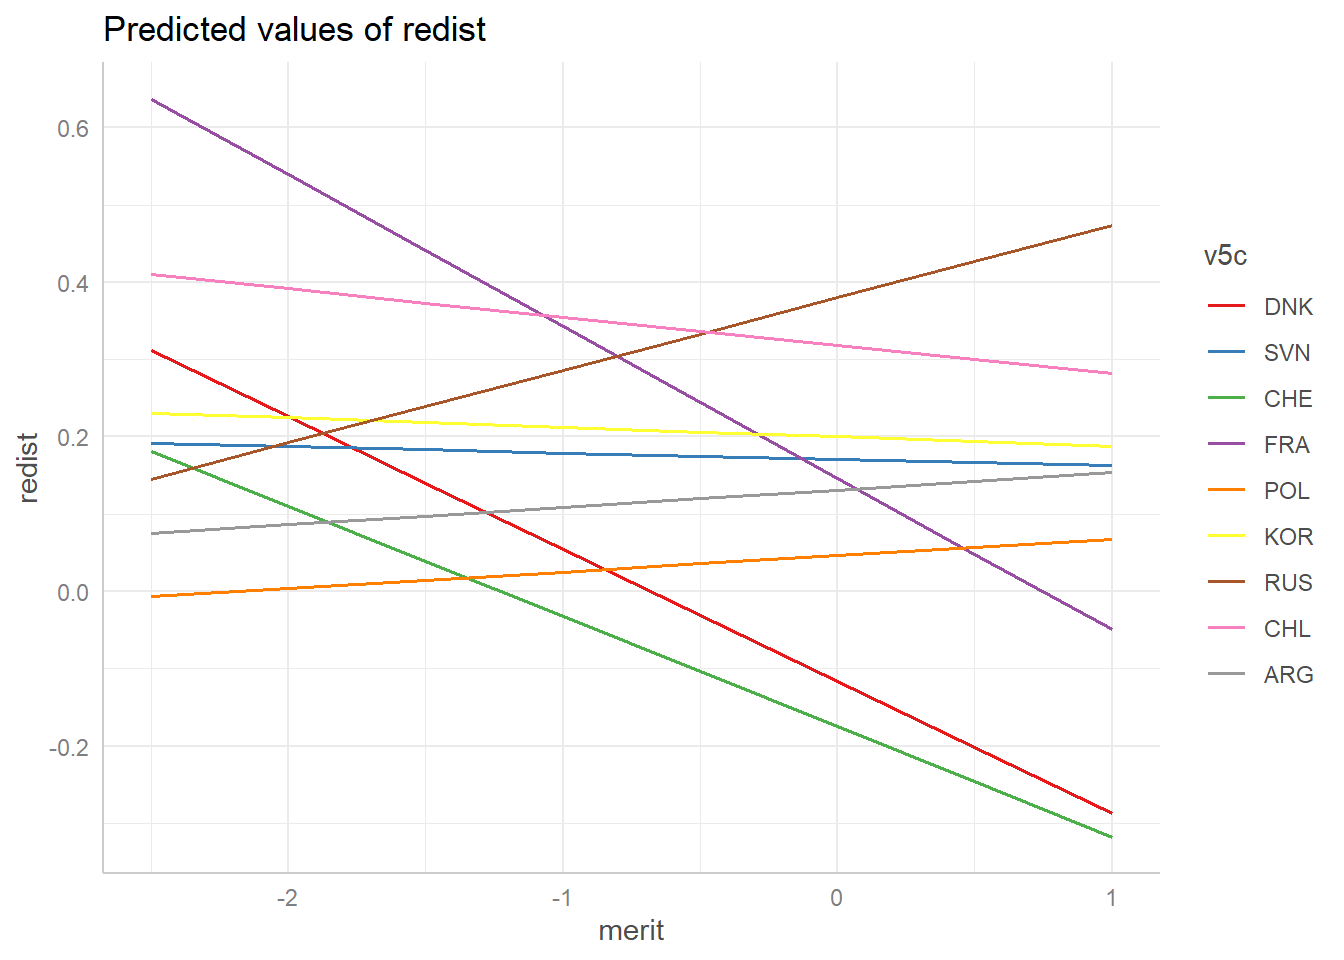 Predicted values of redist
redist
0.6
0.4
0.2
0.0
-0.2
-2
-1
0
1
merit
v5c
DNK
SVN
CHE
FRA
POL
KOR
RUS
CHL
ARG